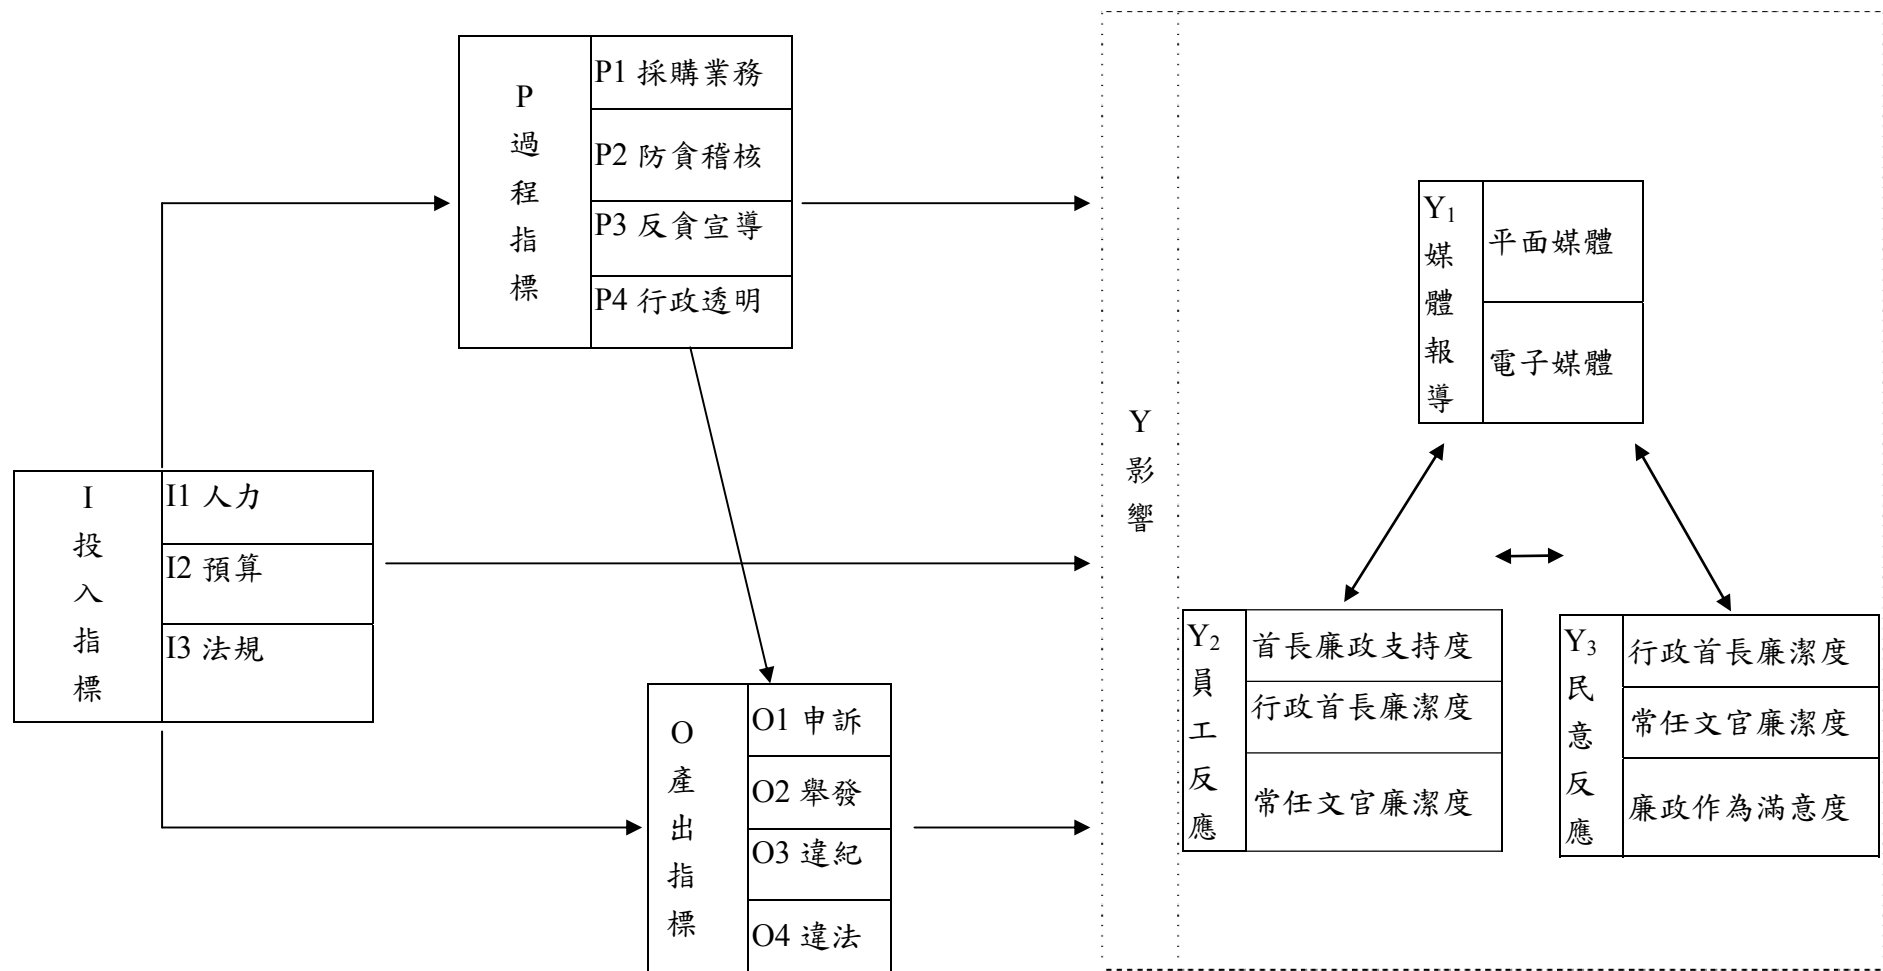 P
過
程
指
標
P1 採購業務
P2 防貪稽核
P3 反貪宣導
P4 行政透明
I
投
入
指
標
I1 人力
I2 預算
I3 法規
O
產
出
指
標
O1 申訴
O2 舉發
O3 違紀
O4 違法
Y
影
響
Y1
媒
體
報
導
平面媒體
電子媒體
Y2
員
工
反
應
首長廉政支持度
行政首長廉潔度
常任文官廉潔度
Y3
民
意
反
應
行政首長廉潔度
常任文官廉潔度
廉政作為滿意度